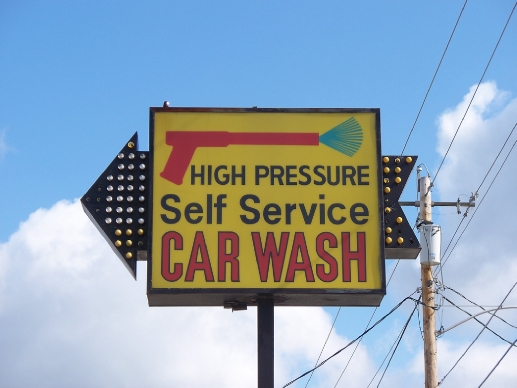 HIGH PRESSURE
Self Service
CAR WASH